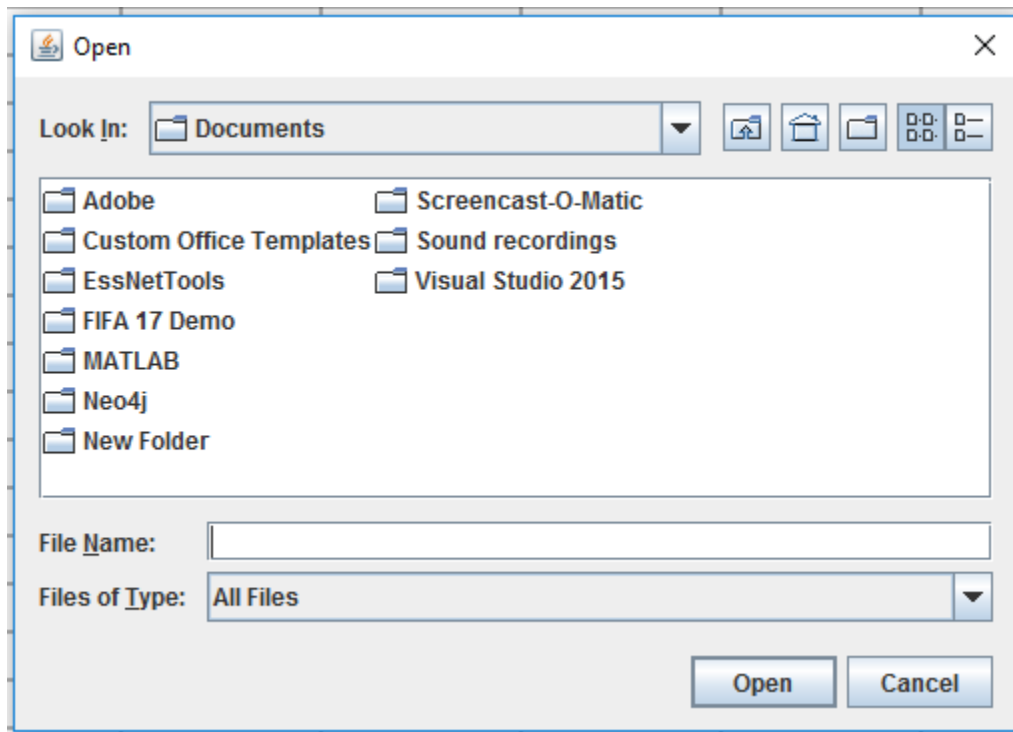 Open
Look In: Documents
Adobe
Custom Office Templates
EssNetTools
FIFA 17 Demo
MATLAB
Neo4j
New Folder
Screencast-O-Matic
Sound recordings
Visual Studio 2015
File Name:
Files of Type: All Files
Open Cancel